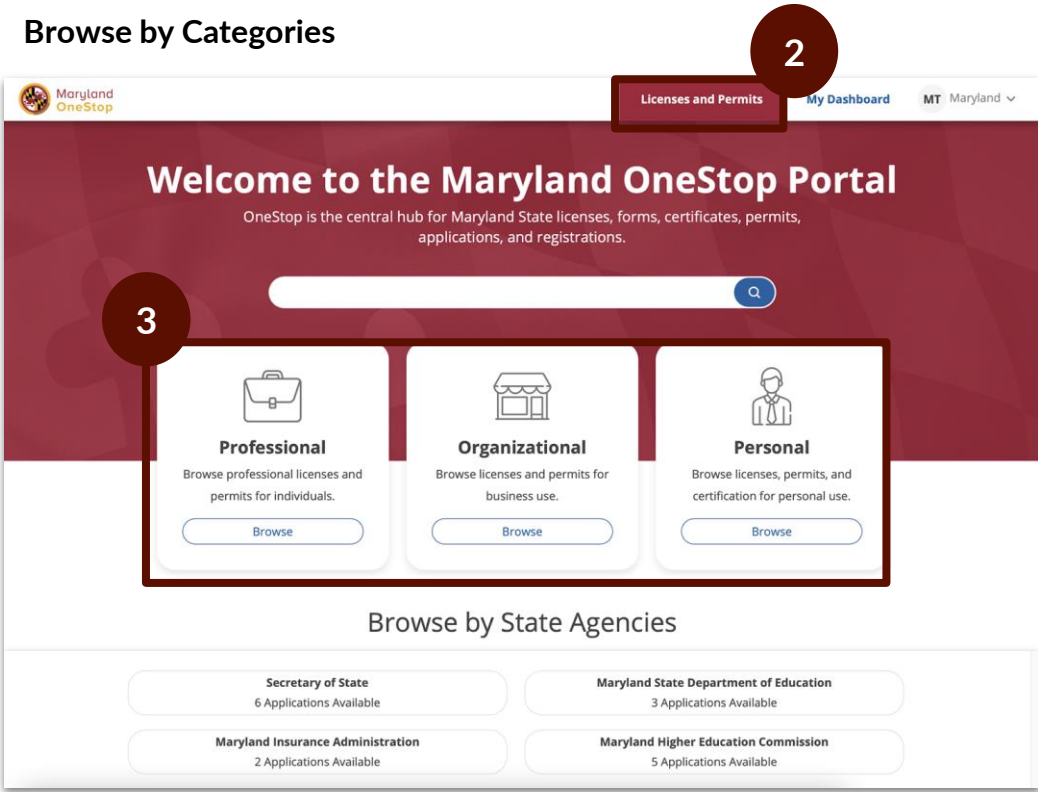 Browse by Categories
2
Maryland
OneStop
Licenses and Permits
My Dashboard
MT Maryland
Welcome to the Maryland OneStop Portal
OneStop is the central hub for Maryland State licenses, forms, certificates, permits,
applications, and registrations.
3
Professional
Browse professional licenses and
permits for individuals.
Browse
Organizational
Browse licenses and permits for
business use.
Browse
Personal
Browse licenses, permits, and
certification for personal use.
Browse
Browse by State Agencies
Secretary of State
6 Applications Available
Maryland State Department of Education
3 Applications Available
Maryland Insurance Administration
2 Applications Available
Maryland Higher Education Commission
5 Applications Available